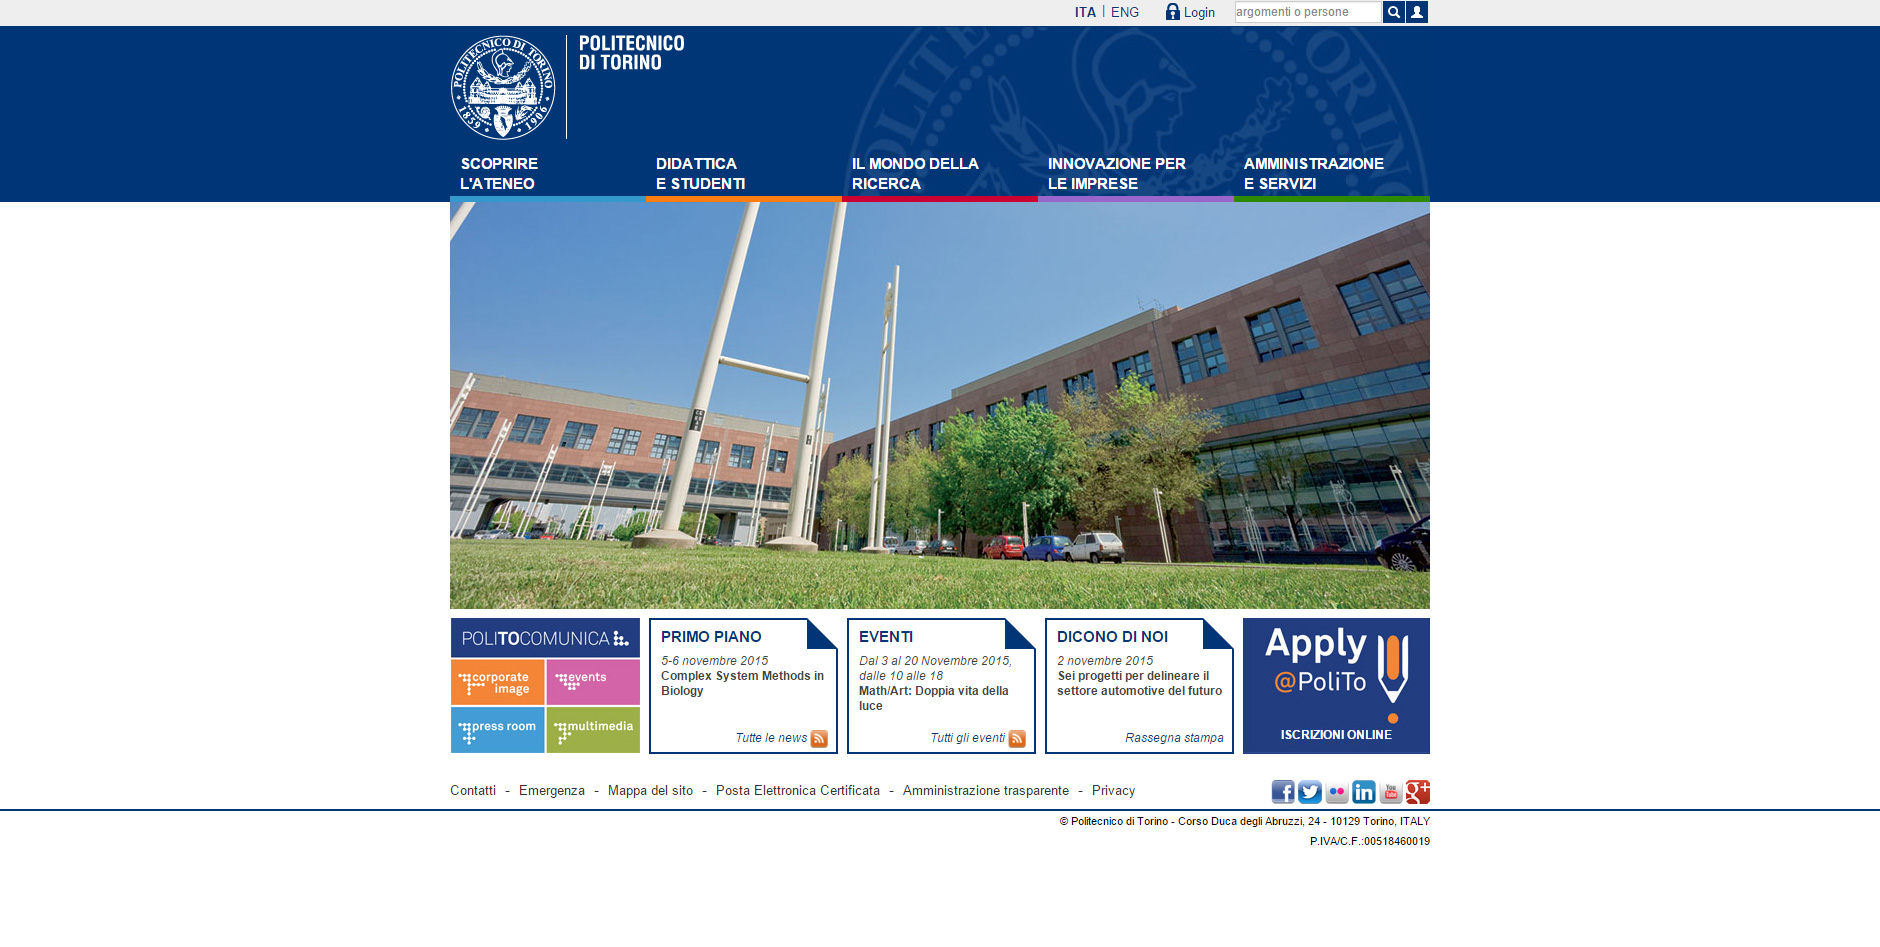 ITA | ENG
Login
argomenti o persone
POLITECNICO DI TORINO
1859
1906
POLITECNICO
DI TORINO
SCOPRIRE
L'ATENEO
DIDATTICA
E STUDENTI
IL MONDO DELLA
RICERCA
INNOVAZIONE PER
LE IMPRESE
AMMINISTRAZIONE
E SERVIZI
POLITOCOMUNICA
corporate
image
events
press room
multimedia
PRIMO PIANO
5-6 novembre 2015
Complex System Methods in
Biology
Tutte le news
EVENTI
Dal 3 al 20 Novembre 2015,
dalle 10 alle 18
Math/Art: Doppia vita della
luce
Tutti gli eventi
DICONO DI NOI
2 novembre 2015
Sei progetti per delineare il
settore automotive del futuro
Rassegna stampa
Apply
@PoliTo
ISCRIZIONI ONLINE
Contatti - Emergenza - Mappa del sito - Posta Elettronica Certificata - Amministrazione trasparente - Privacy
f
in
You
Tube
g+
© Politecnico di Torino - Corso Duca degli Abruzzi, 24 - 10129 Torino, ITALY
P.IVA/C.F.:00518460019